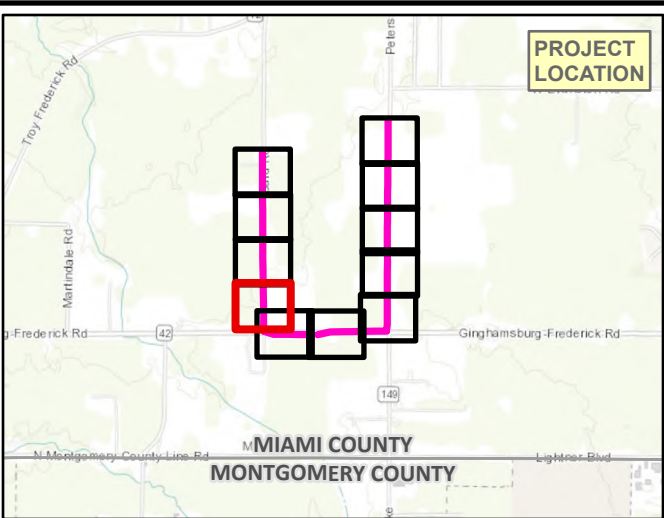 PROJECT
LOCATION
Peters
Troy Frederick Rd
Martindale Rd
g-Frederick Rd
42
Ginghamsburg-Frederick Rd
149
MIAMI COUNTY
N Montgomery County Line Rd
Lightner Blvd
MONTGOMERY COUNTY